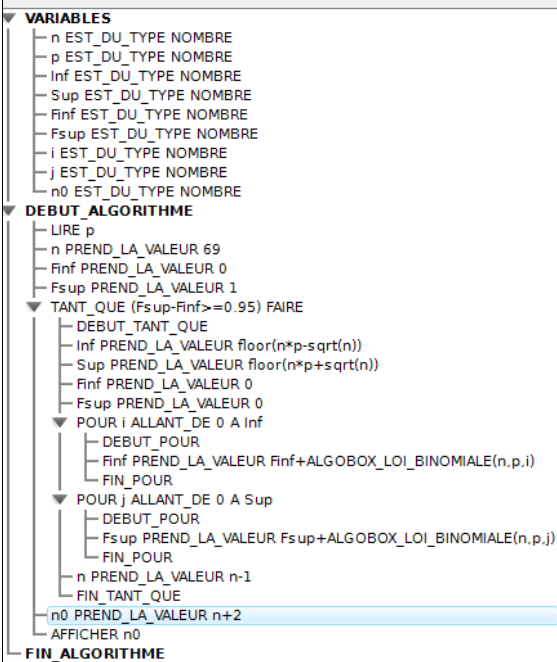 VARIABLES
n EST_DU_TYPE NOMBRE
p EST_DU_TYPE NOMBRE
Inf EST_DU_TYPE NOMBRE
Sup EST_DU_TYPE NOMBRE
Finf EST_DU_TYPE NOMBRE
Fsup EST_DU_TYPE NOMBRE
i EST_DU_TYPE NOMBRE
j EST_DU_TYPE NOMBRE
n0 EST_DU_TYPE NOMBRE
DEBUT_ALGORITHME
LIRE p
n PREND_LA_VALEUR 69
Finf PREND_LA_VALEUR 0
Fsup PREND_LA_VALEUR 1
TANT_QUE (Fsup-Finf>=0.95) FAIRE
DEBUT_TANT_QUE
Inf PREND_LA_VALEUR floor(n*p-sqrt(n))
Sup PREND_LA_VALEUR floor(n*p+sqrt(n))
Finf PREND_LA_VALEUR 0
Fsup PREND_LA_VALEUR 0
POUR i ALLANT_DE 0 A Inf
DEBUT_POUR
Finf PREND_LA_VALEUR Finf+ALGOBOX_LOI_BINOMIALE(n,p,i)
FIN_POUR
POUR j ALLANT_DE 0 A Sup
DEBUT_POUR
Fsup PREND_LA_VALEUR Fsup+ALGOBOX_LOI_BINOMIALE(n,p,j)
FIN_POUR
n PREND_LA_VALEUR n-1
FIN_TANT_QUE
n0 PREND_LA_VALEUR n+2
AFFICHER n0
FIN_ALGORITHME